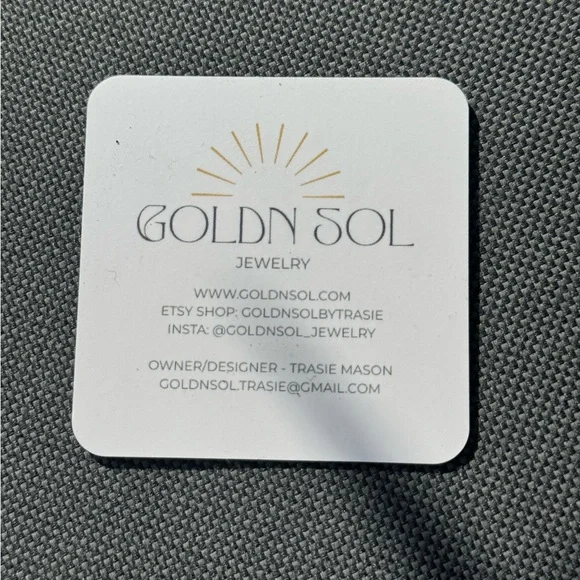 GOLDN SOL
JEWELRY
WWW.GOLDNSOL.COM
ETSY SHOP: GOLDNSOLBYTRASIE
INSTA: @GOLDNSOL_JEWELRY
OWNER/DESIGNER - TRASIE MASON
GOLDNSOL.TRASIE@GMAIL.COM